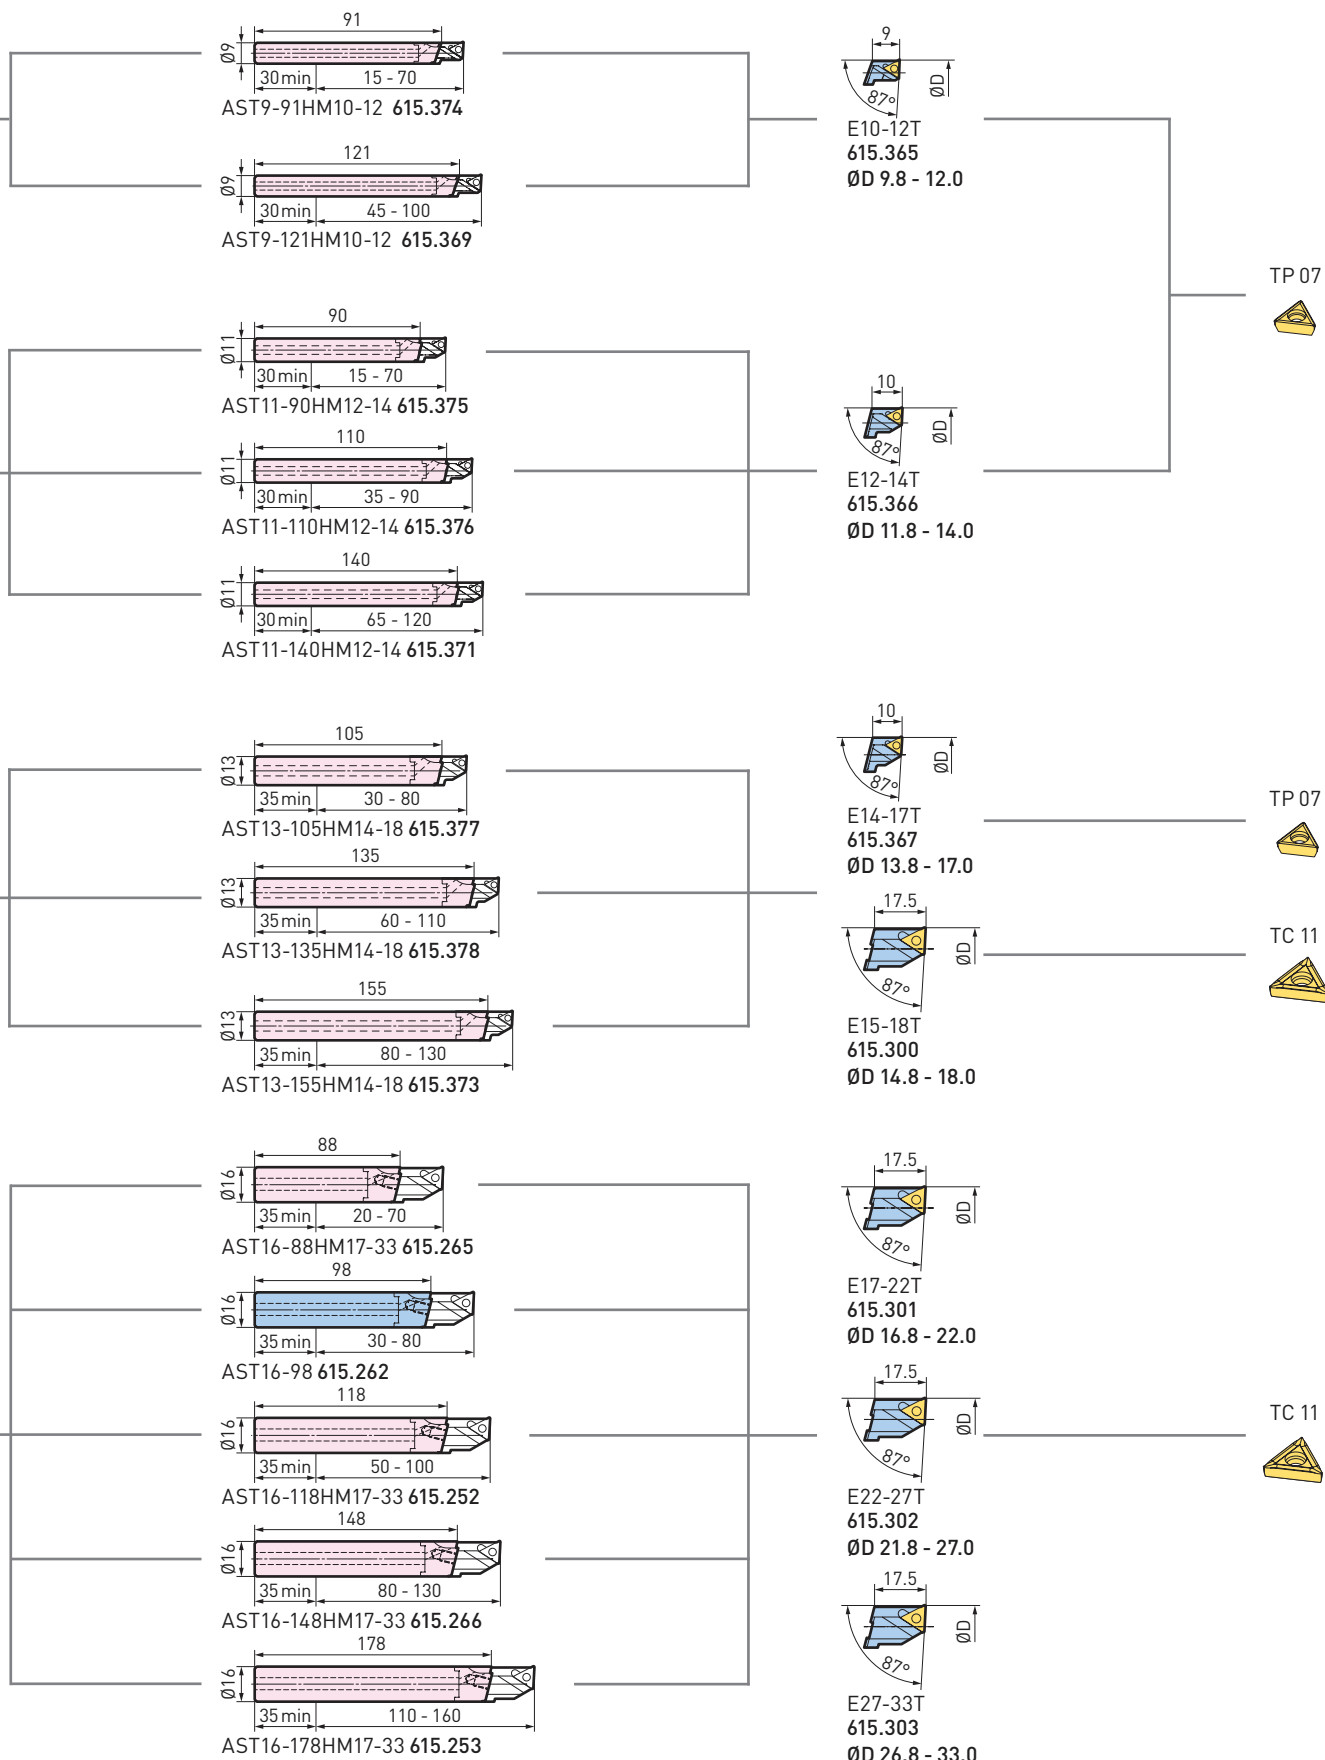 91
Ø9
30 min 15 - 70
AST9-91HM10-12 615.374
121
Ø9
30 min 45 - 100
AST9-121HM10-12 615.369
9
87°
ØD
E10-12T
615.365
ØD 9.8 - 12.0
TP 07
90
Ø11
30 min 15 - 70
AST11-90HM12-14 615.375
110
Ø11
30 min 35 - 90
AST11-110HM12-14 615.376
140
Ø11
30 min 65 - 120
AST11-140HM12-14 615.371
10
87°
ØD
E12-14T
615.366
ØD 11.8 - 14.0
105
Ø13
35 min 30 - 80
AST13-105HM14-18 615.377
135
Ø13
35 min 60 - 110
AST13-135HM14-18 615.378
155
Ø13
35 min 80 - 130
AST13-155HM14-18 615.373
10
87°
ØD
E14-17T
615.367
ØD 13.8 - 17.0
TP 07
17.5
87°
ØD
E15-18T
615.300
ØD 14.8 - 18.0
TC 11
88
Ø16
35 min 20 - 70
AST16-88HM17-33 615.265
98
Ø16
35 min 30 - 80
AST16-98 615.262
118
Ø16
35 min 50 - 100
AST16-118HM17-33 615.252
148
Ø16
35 min 80 - 130
AST16-148HM17-33 615.266
178
Ø16
35 min 110 - 160
AST16-178HM17-33 615.253
17.5
87°
ØD
E17-22T
615.301
ØD 16.8 - 22.0
17.5
87°
ØD
E22-27T
615.302
ØD 21.8 - 27.0
17.5
87°
ØD
E27-33T
615.303
ØD 26.8 - 33.0
TC 11